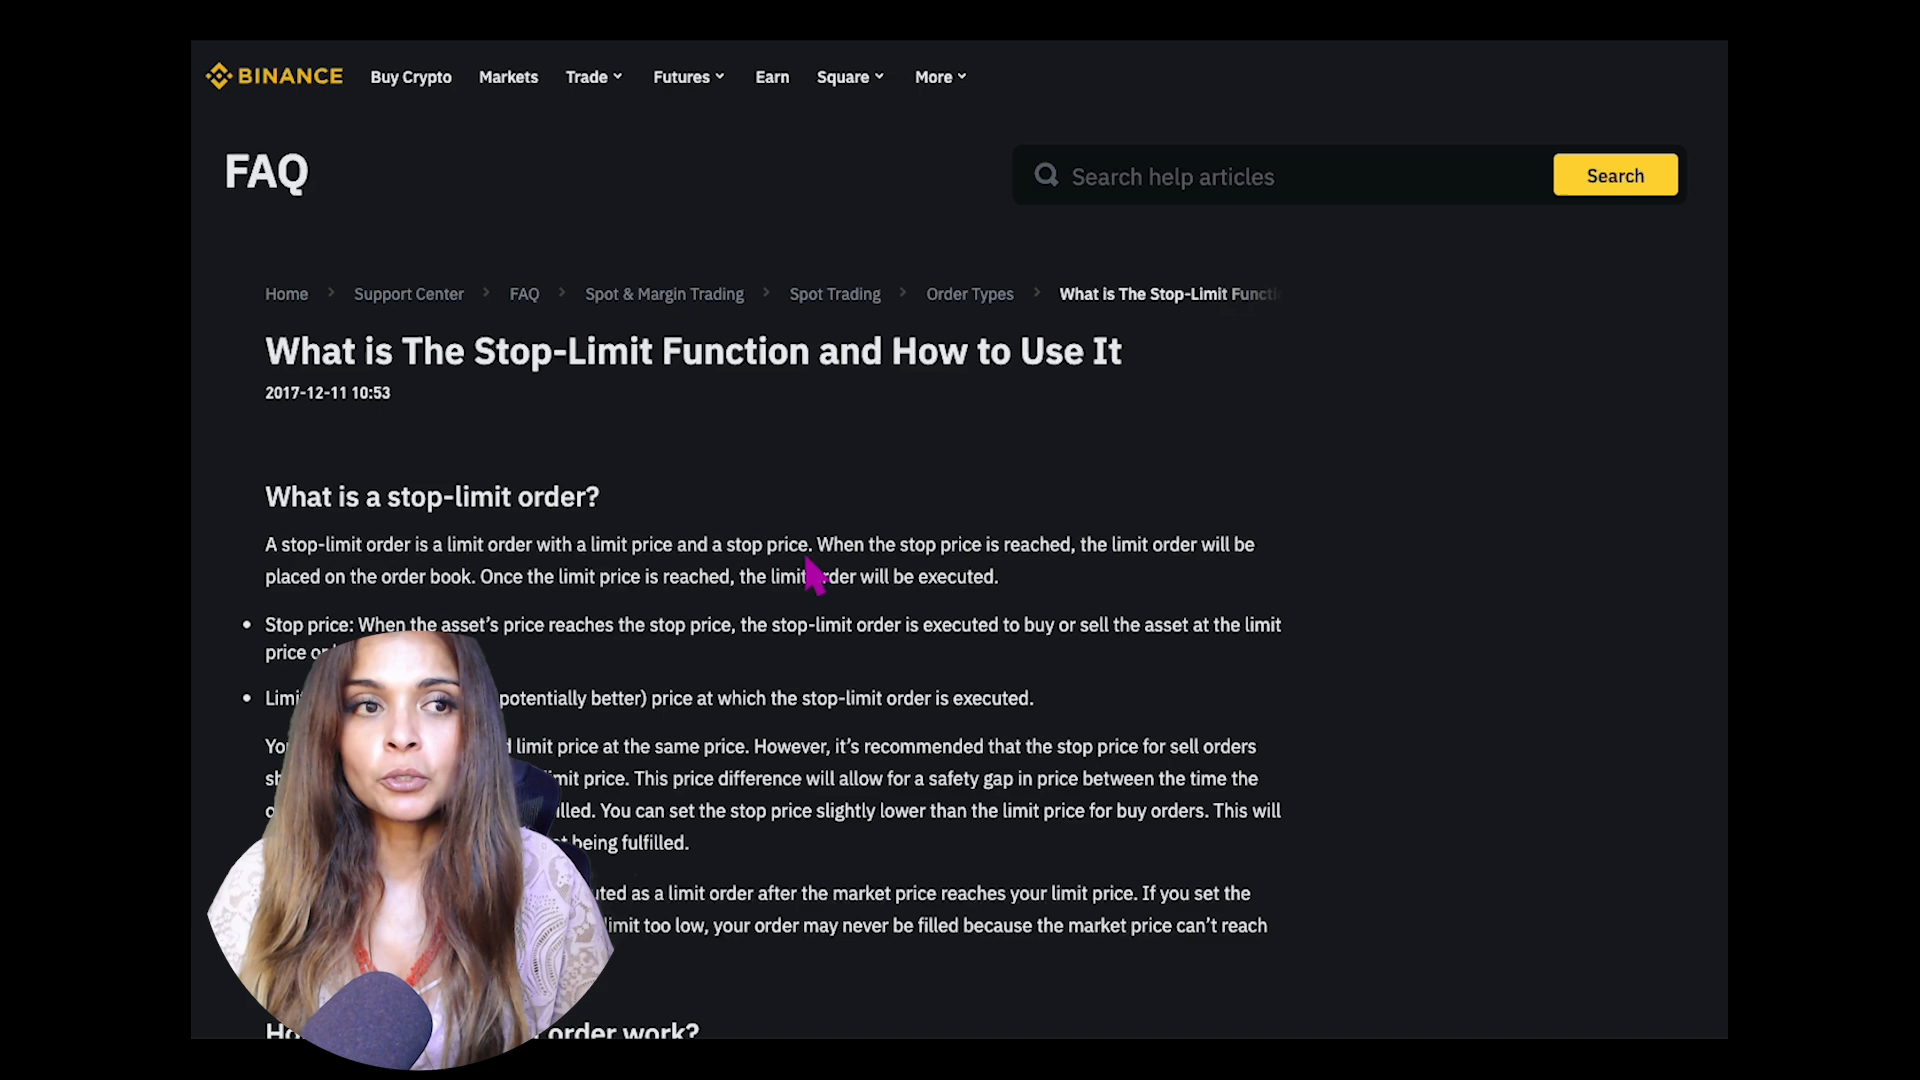 BINANCE Buy Crypto Markets Trade Futures Earn Square More
FAQ
Search help articles Search
Home > Support Center > FAQ > Spot & Margin Trading > Spot Trading > Order Types > What is The Stop-Limit Functi
What is The Stop-Limit Function and How to Use It
2017-12-11 10:53
What is a stop-limit order?
A stop-limit order is a limit order with a limit price and a stop price. When the stop price is reached, the limit order will be
placed on the order book. Once the limit price is reached, the limit order will be executed.
• Stop price: When the asset’s price reaches the stop price, the stop-limit order is executed to buy or sell the asset at the limit
price or
• potentially better) price at which the stop-limit order is executed.
limit price at the same price. However, it’s recommended that the stop price for sell orders
limit price. This price difference will allow for a safety gap in price between the time the
You can set the stop price slightly lower than the limit price for buy orders. This will
being fulfilled.
as a limit order after the market price reaches your limit price. If you set the
limit too low, your order may never be filled because the market price can’t reach
order work?